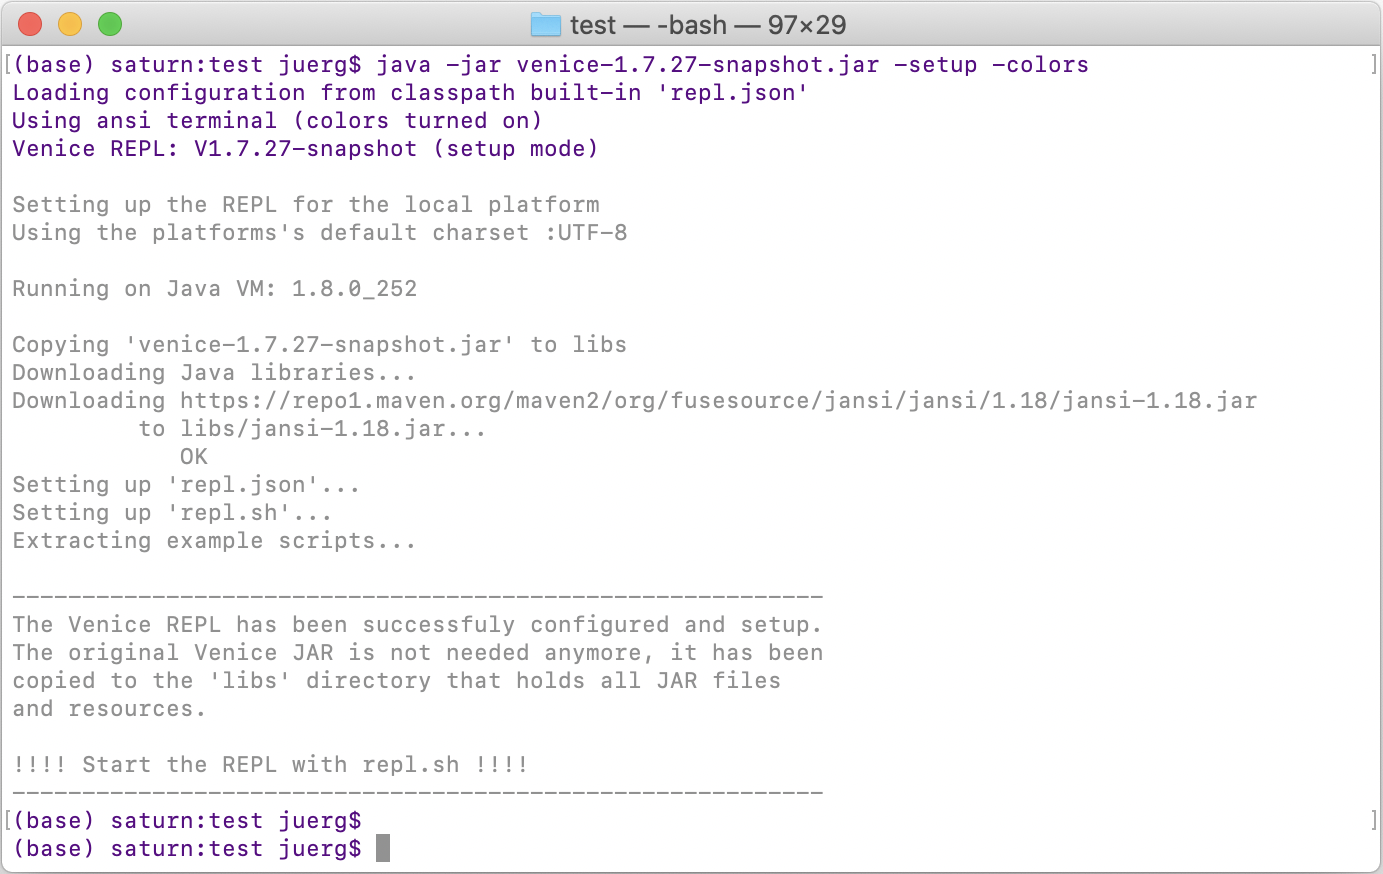 test — -bash — 97×29
[(base) saturn:test juerg$ java -jar venice-1.7.27-snapshot.jar -setup -colors ]
Loading configuration from classpath built-in 'repl.json'
Using ansi terminal (colors turned on)
Venice REPL: V1.7.27-snapshot (setup mode)
Setting up the REPL for the local platform
Using the platforms's default charset :UTF-8
Running on Java VM: 1.8.0_252
Copying 'venice-1.7.27-snapshot.jar' to libs
Downloading Java libraries...
Downloading https://repo1.maven.org/maven2/org/fusesource/jansi/jansi/1.18/jansi-1.18.jar
to libs/jansi-1.18.jar...
OK
Setting up 'repl.json'...
Setting up 'repl.sh'...
Extracting example scripts...
----------------------------------------------------------
The Venice REPL has been successfuly configured and setup.
The original Venice JAR is not needed anymore, it has been
copied to the 'libs' directory that holds all JAR files
and resources.
!!!! Start the REPL with repl.sh !!!!
----------------------------------------------------------
[(base) saturn:test juerg$ ]
(base) saturn:test juerg$